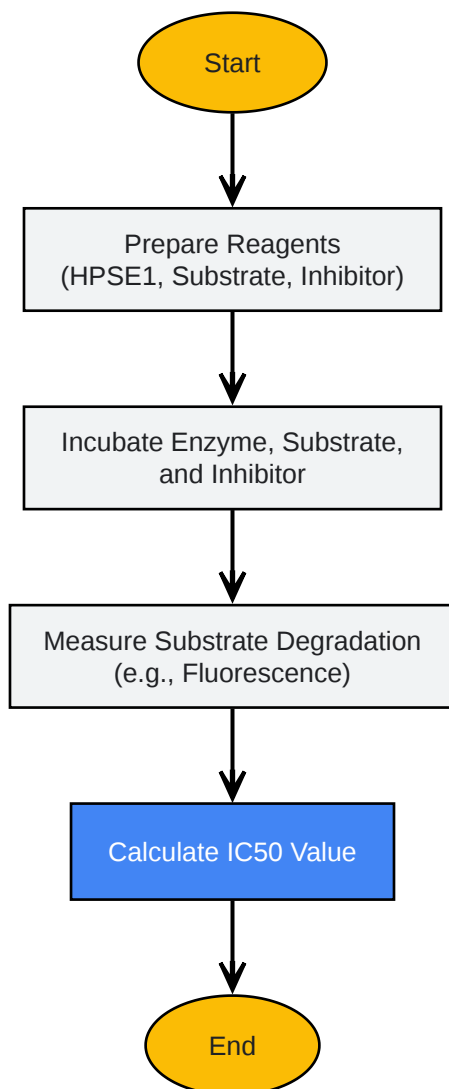 Start
Prepare Reagents
(HPSE1, Substrate, Inhibitor)
Incubate Enzyme, Substrate,
and Inhibitor
Measure Substrate Degradation
(e.g., Fluorescence)
Calculate IC50 Value
End